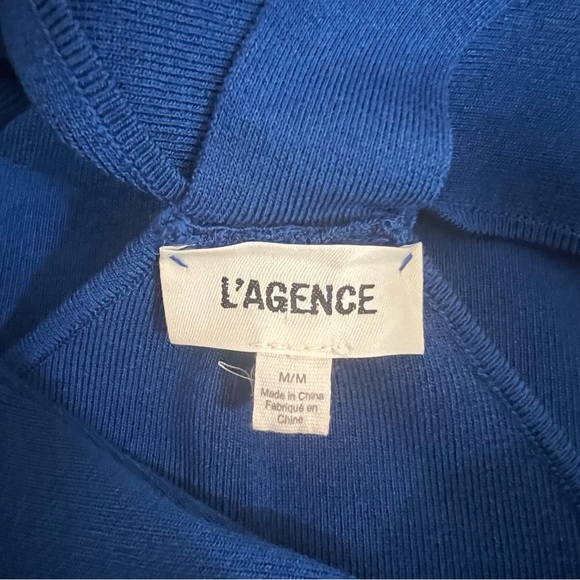 L'AGENCE
M/M
Made in China
Fabriqué en
Chine